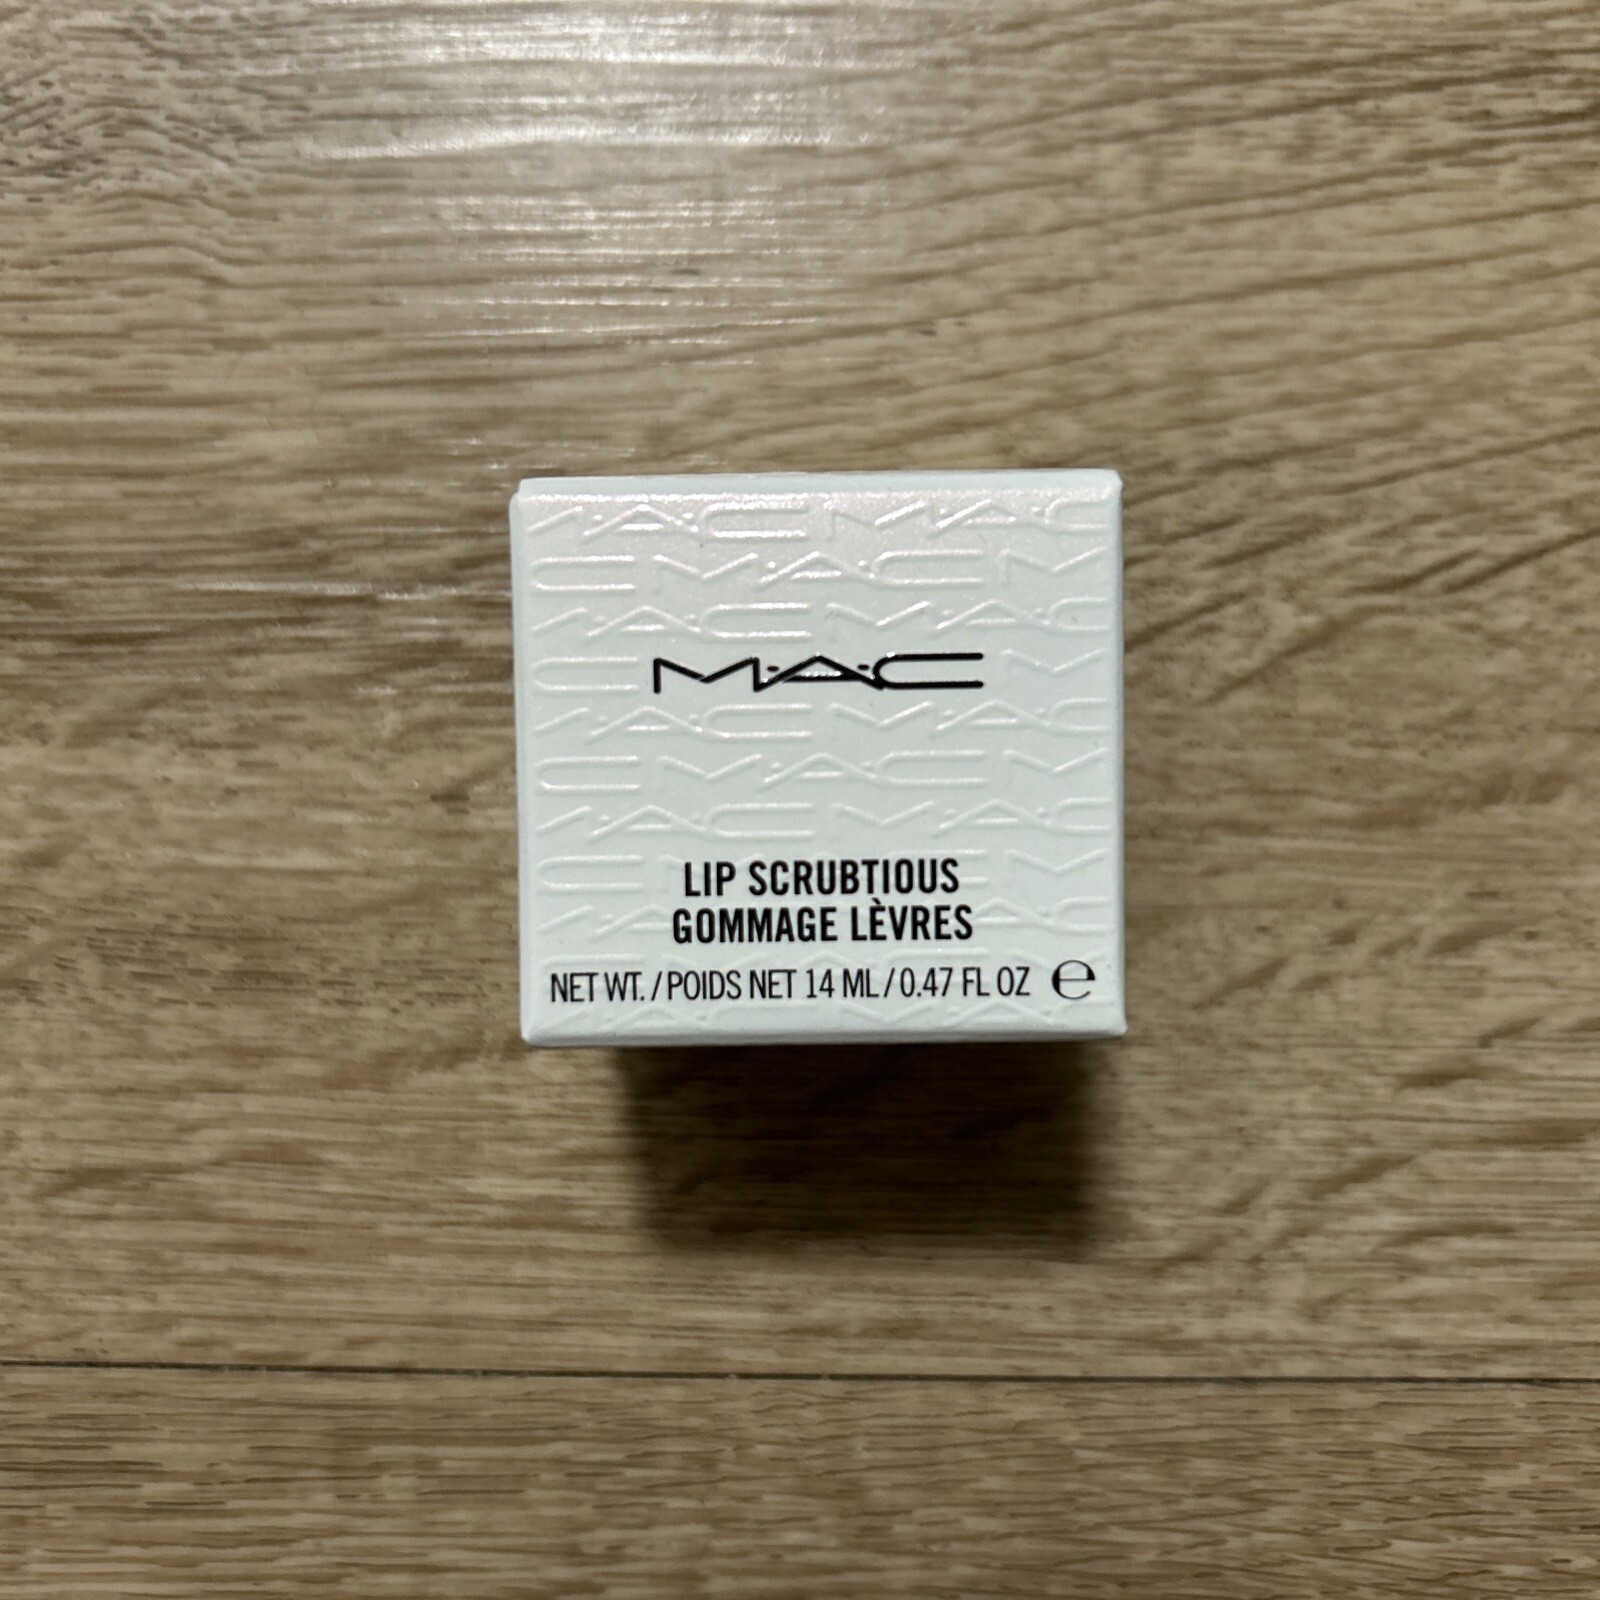 M·A·C
LIP SCRUBTIOUS
GOMMAGE LÈVRES
NET WT. / POIDS NET 14 ML / 0.47 FL OZ ℮